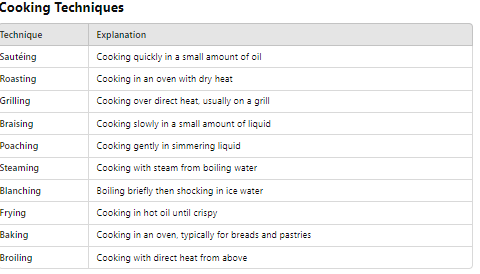 Cooking Techniques
Technique Explanation
Sautéing Cooking quickly in a small amount of oil
Roasting Cooking in an oven with dry heat
Grilling Cooking over direct heat, usually on a grill
Braising Cooking slowly in a small amount of liquid
Poaching Cooking gently in simmering liquid
Steaming Cooking with steam from boiling water
Blanching Boiling briefly then shocking in ice water
Frying Cooking in hot oil until crispy
Baking Cooking in an oven, typically for breads and pastries
Broiling Cooking with direct heat from above